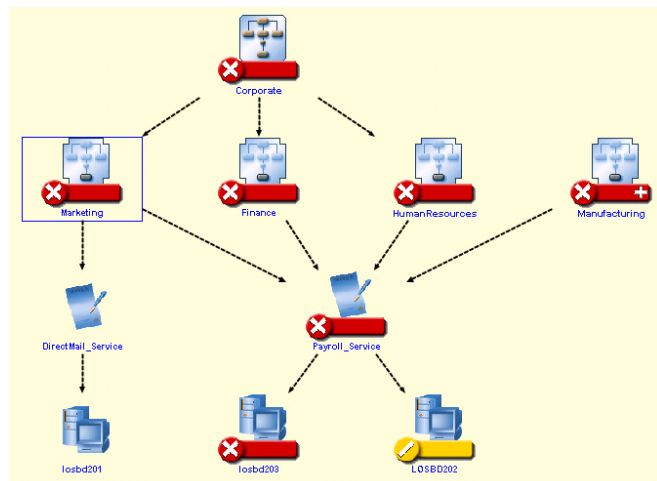 Corporate
Marketing
Finance
HumanResources
Manufacturing
DirectMail_Service
Payroll_Service
losbd201
losbd203
LOSBD202